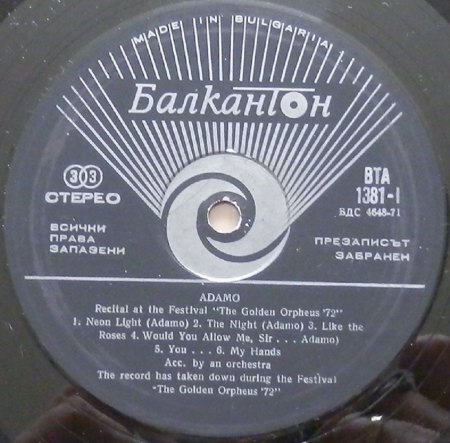 MADE IN BULGARIA
Балкантон
33
СТЕРЕО
ВТА
1381-I
БДС 4648-71
ВСИЧКИ
ПРАВА
ЗАПАЗЕНИ
ПРЕЗАПИСЪТ
ЗАБРАНЕН
ADAMO
Recital at the Festival "The Golden Orpheus '72"
1. Neon Light (Adamo) 2. The Night (Adamo) 3. Like the
Roses 4. Would You Allow Me, Sir . . . Adamo)
5. You . . . 6. My Hands
Acc. by an orchestra
The record has taken down during the Festival
"The Golden Orpheus '72"